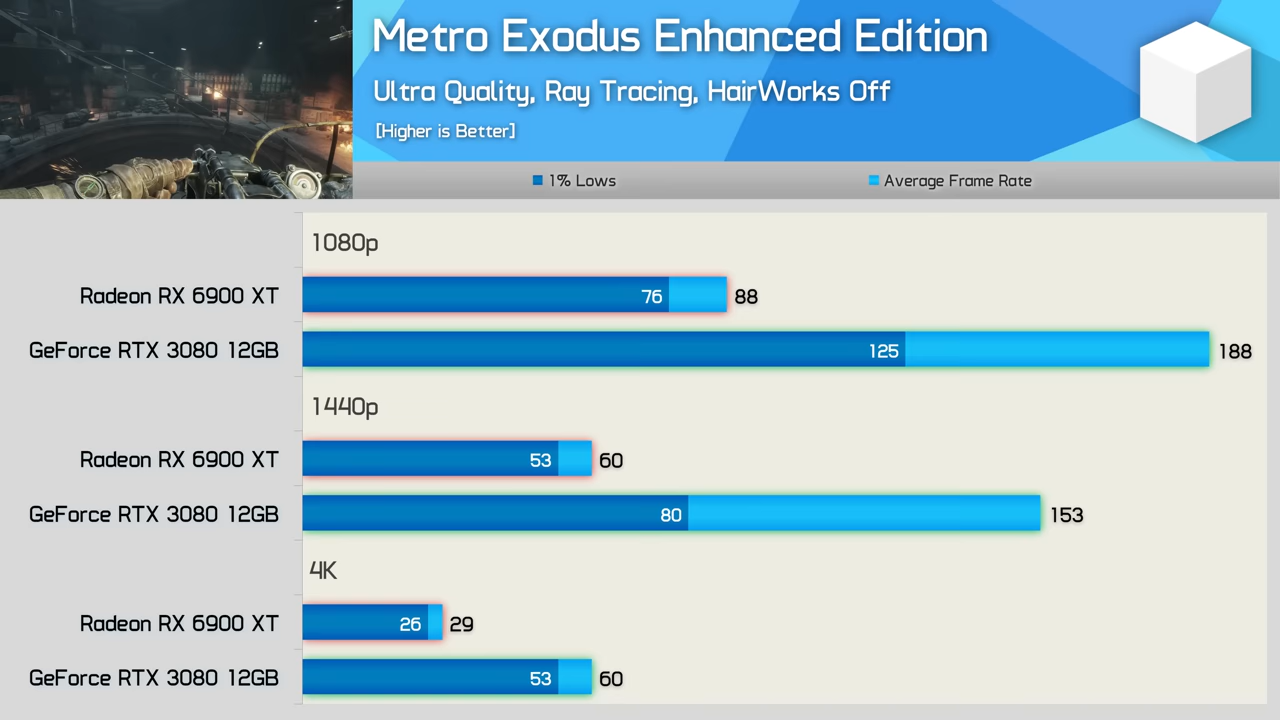 Metro Exodus Enhanced Edition
Ultra Quality, Ray Tracing, HairWorks Off
[Higher is Better]
1% Lows Average Frame Rate
1080p
Radeon RX 6900 XT 76 88
GeForce RTX 3080 12GB 125 188
1440p
Radeon RX 6900 XT 53 60
GeForce RTX 3080 12GB 80 153
4K
Radeon RX 6900 XT 26 29
GeForce RTX 3080 12GB 53 60